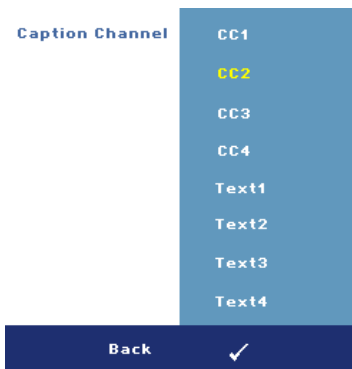 Caption Channel
CC1
CC2
CC3
CC4
Text1
Text2
Text3
Text4
Back